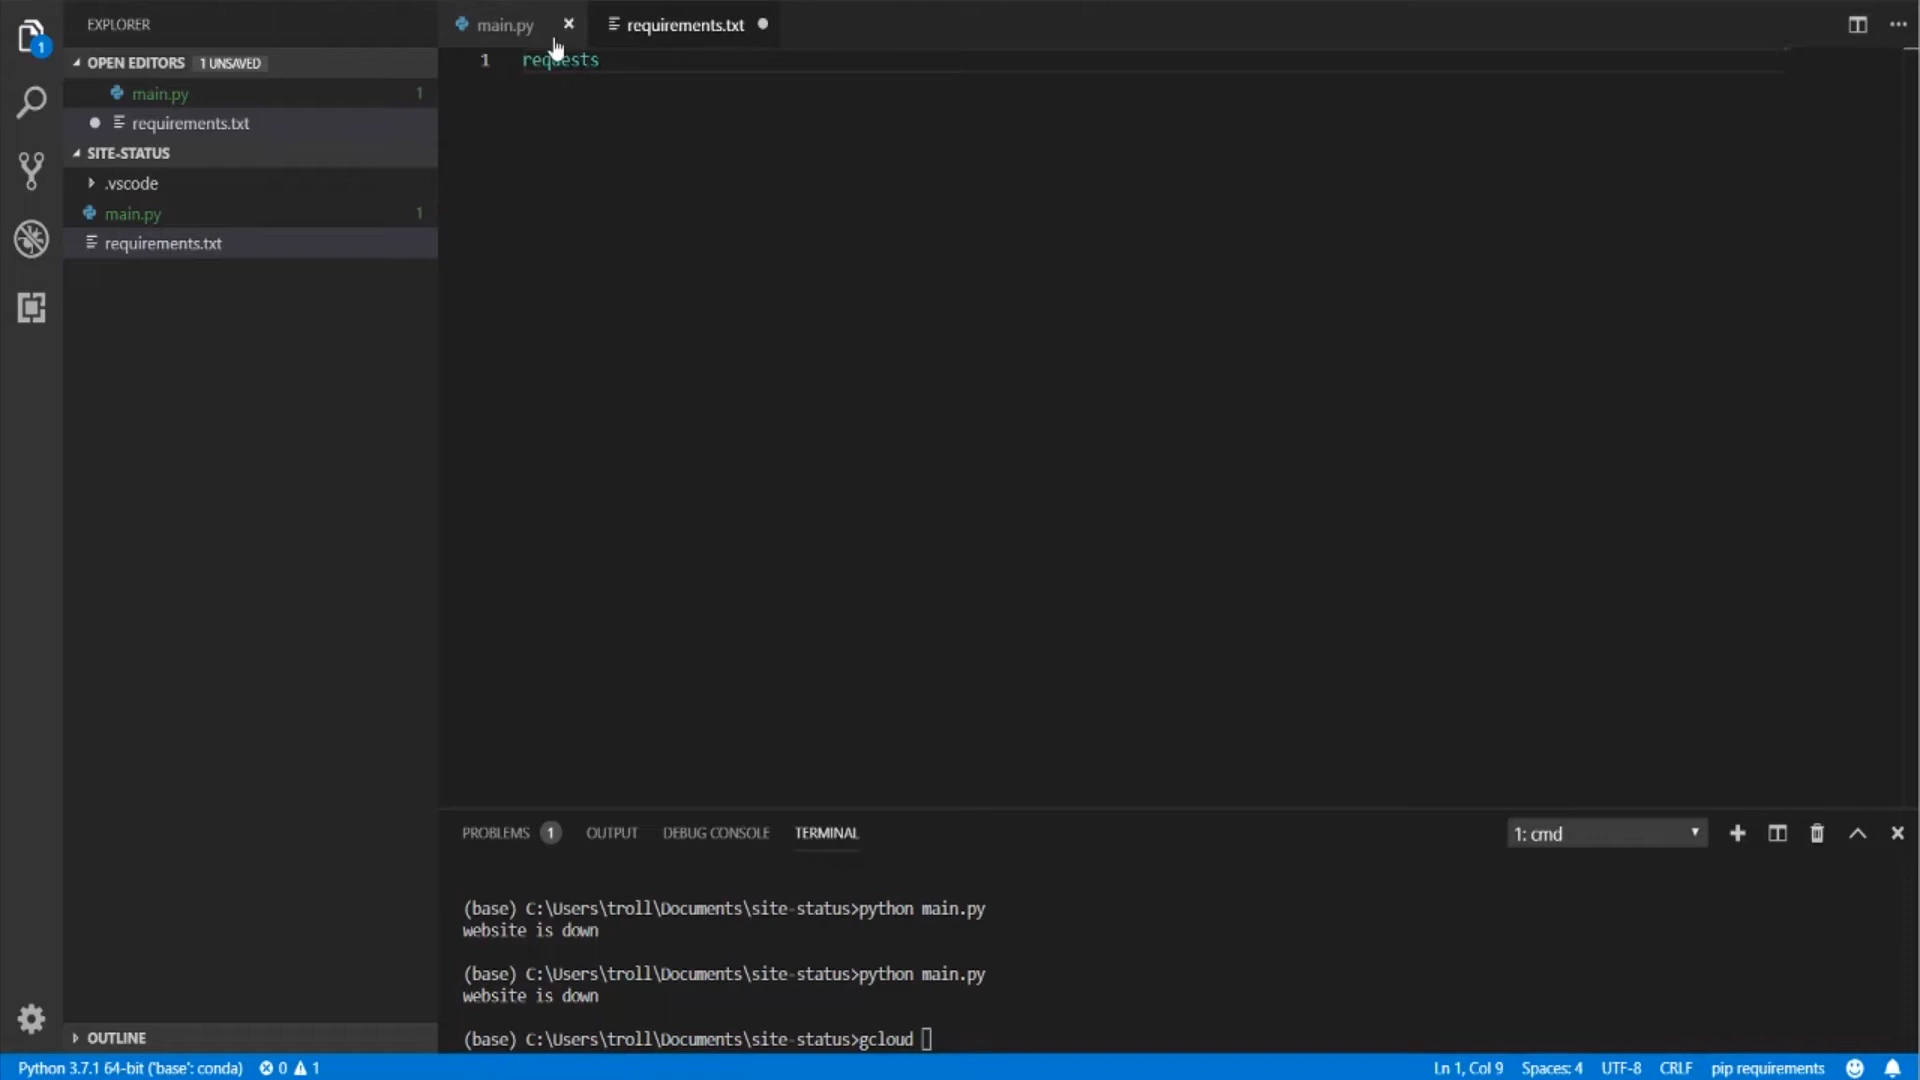 EXPLORER
OPEN EDITORS 1 UNSAVED
main.py 1
requirements.txt
SITE-STATUS
.vscode
main.py 1
requirements.txt
OUTLINE
1
main.py
requirements.txt
1 requests
PROBLEMS 1 OUTPUT DEBUG CONSOLE TERMINAL
1: cmd
(base) C:\Users\troll\Documents\site-status>python main.py
website is down
(base) C:\Users\troll\Documents\site-status>python main.py
website is down
(base) C:\Users\troll\Documents\site-status>gcloud
Python 3.7.1 64-bit ('base': conda) 0 1 Ln 1, Col 9 Spaces: 4 UTF-8 CRLF pip requirements